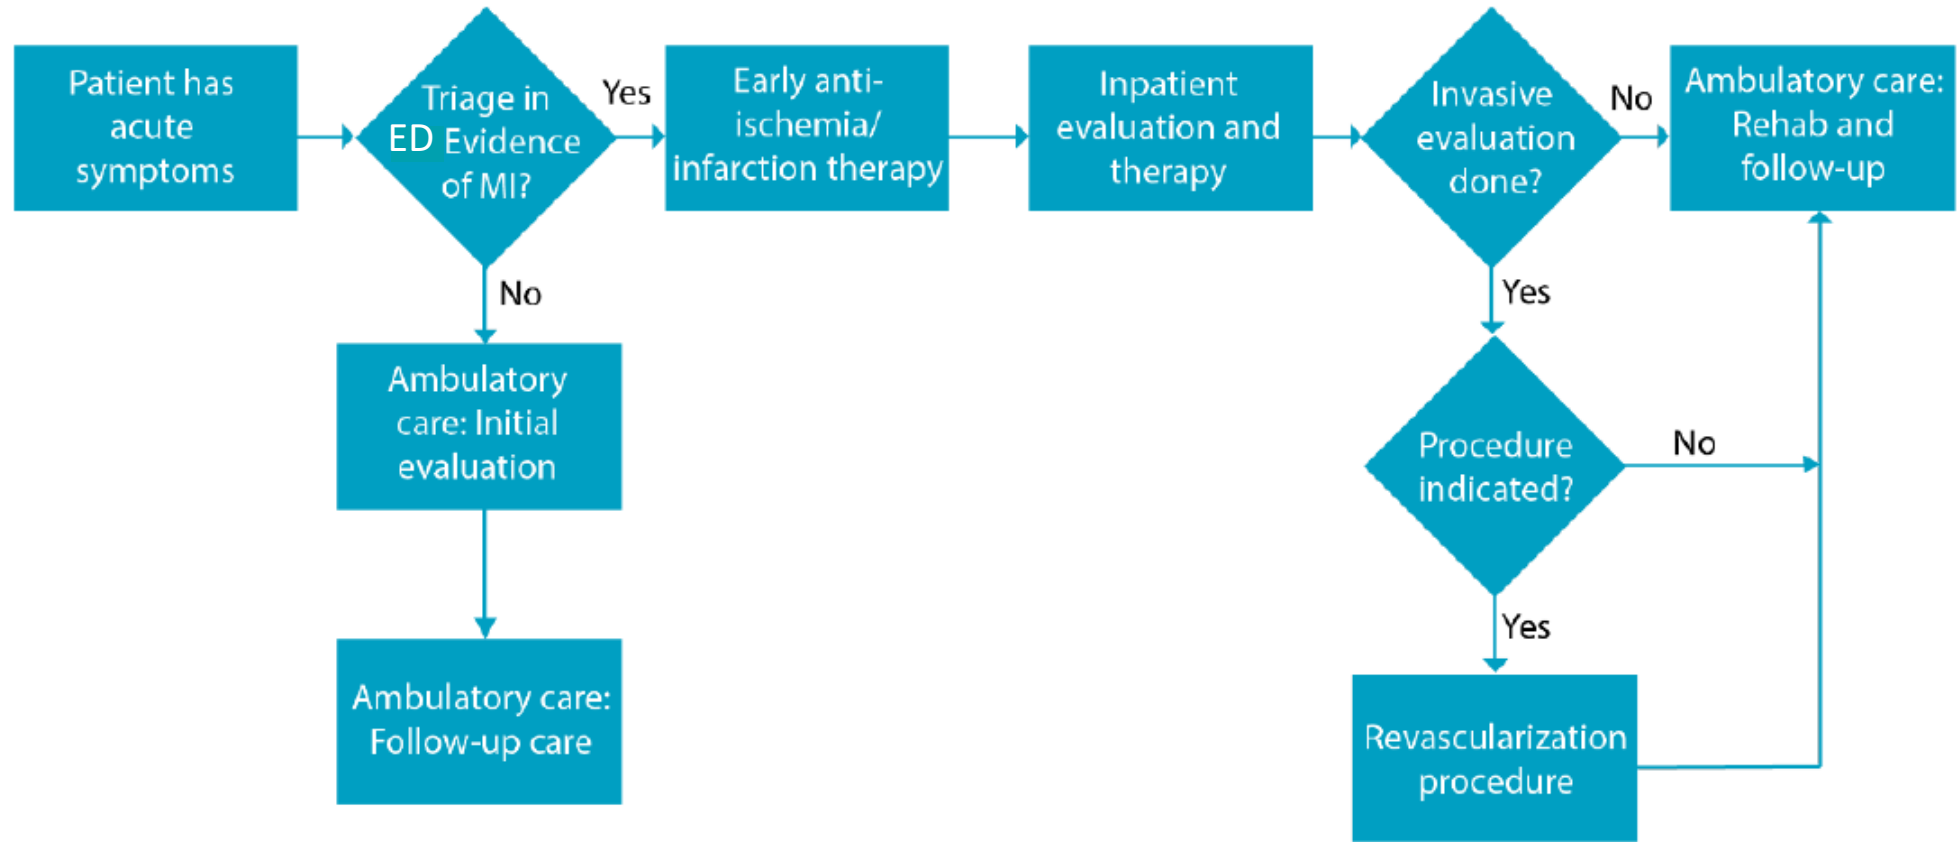 Patient has
acute
symptoms
Triage in
ED Evidence
of MI?
Yes
Early anti-
ischemia/
infarction therapy
Inpatient
evaluation and
therapy
Invasive
evaluation
done?
No
Ambulatory care:
Rehab and
follow-up
No
Yes
Ambulatory
care: Initial
evaluation
Procedure
indicated?
No
Yes
Ambulatory care:
Follow-up care
Revascularization
procedure